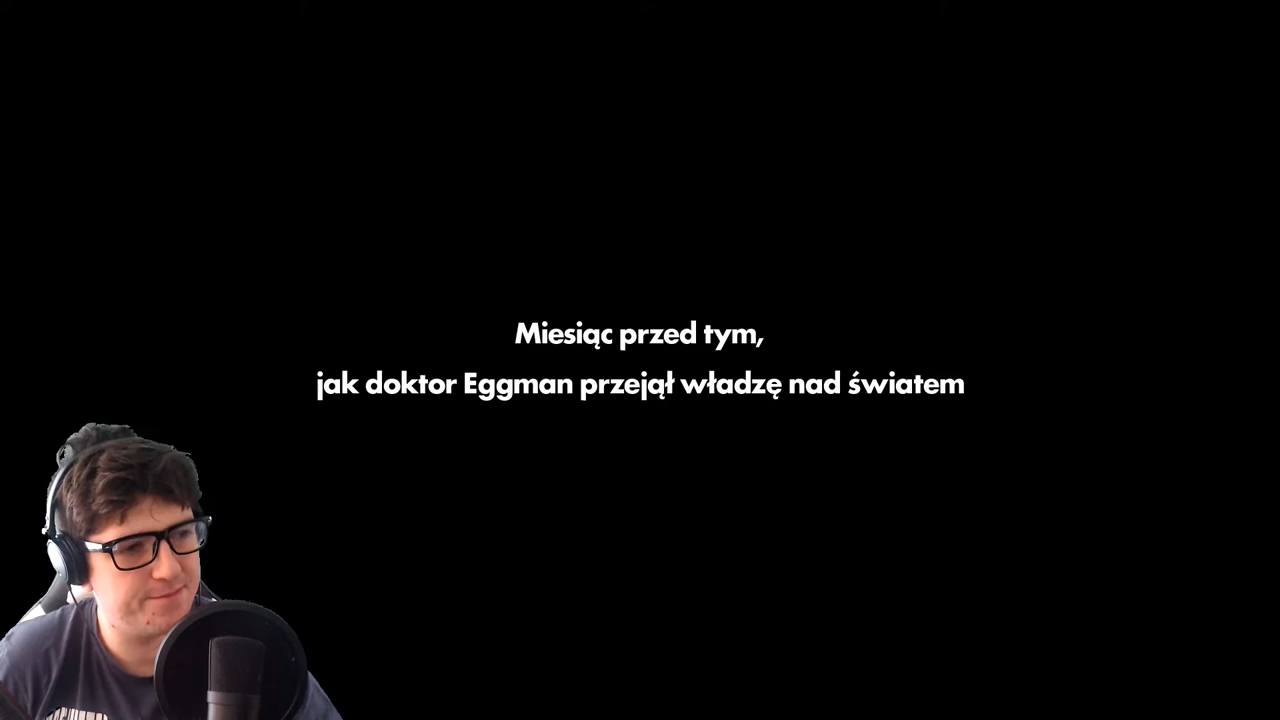 Miesiąc przed tym,
jak doktor Eggman przejął władzę nad światem